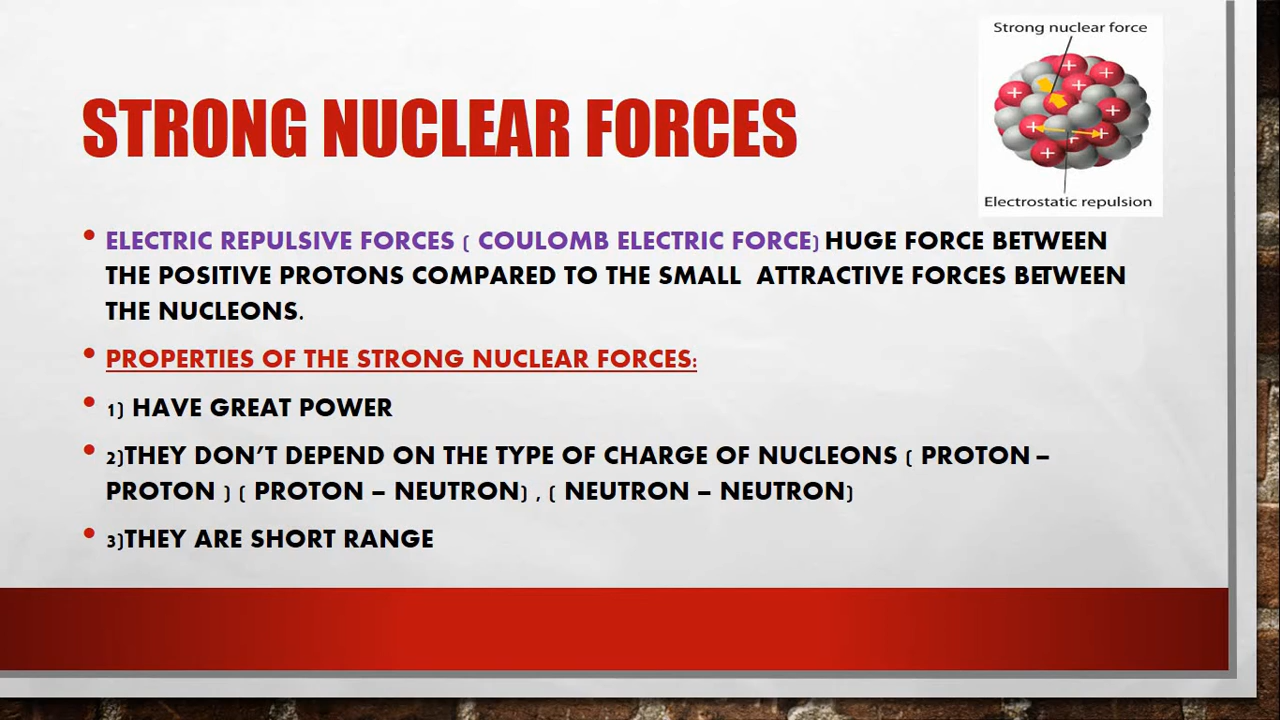 Strong nuclear force
STRONG NUCLEAR FORCES
Electrostatic repulsion
• ELECTRIC REPULSIVE FORCES ( COULOMB ELECTRIC FORCE) HUGE FORCE BETWEEN
THE POSITIVE PROTONS COMPARED TO THE SMALL ATTRACTIVE FORCES BETWEEN
THE NUCLEONS.
• PROPERTIES OF THE STRONG NUCLEAR FORCES:
• 1) HAVE GREAT POWER
• 2)THEY DON'T DEPEND ON THE TYPE OF CHARGE OF NUCLEONS ( PROTON –
PROTON ) ( PROTON – NEUTRON) , ( NEUTRON – NEUTRON)
• 3)THEY ARE SHORT RANGE